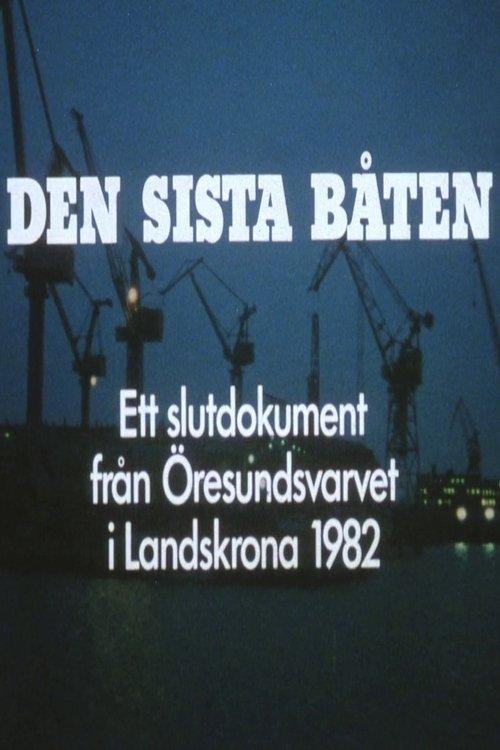 DEN SISTA BÅTEN
Ett slutdokument
från Öresundsvarvet
i Landskrona 1982